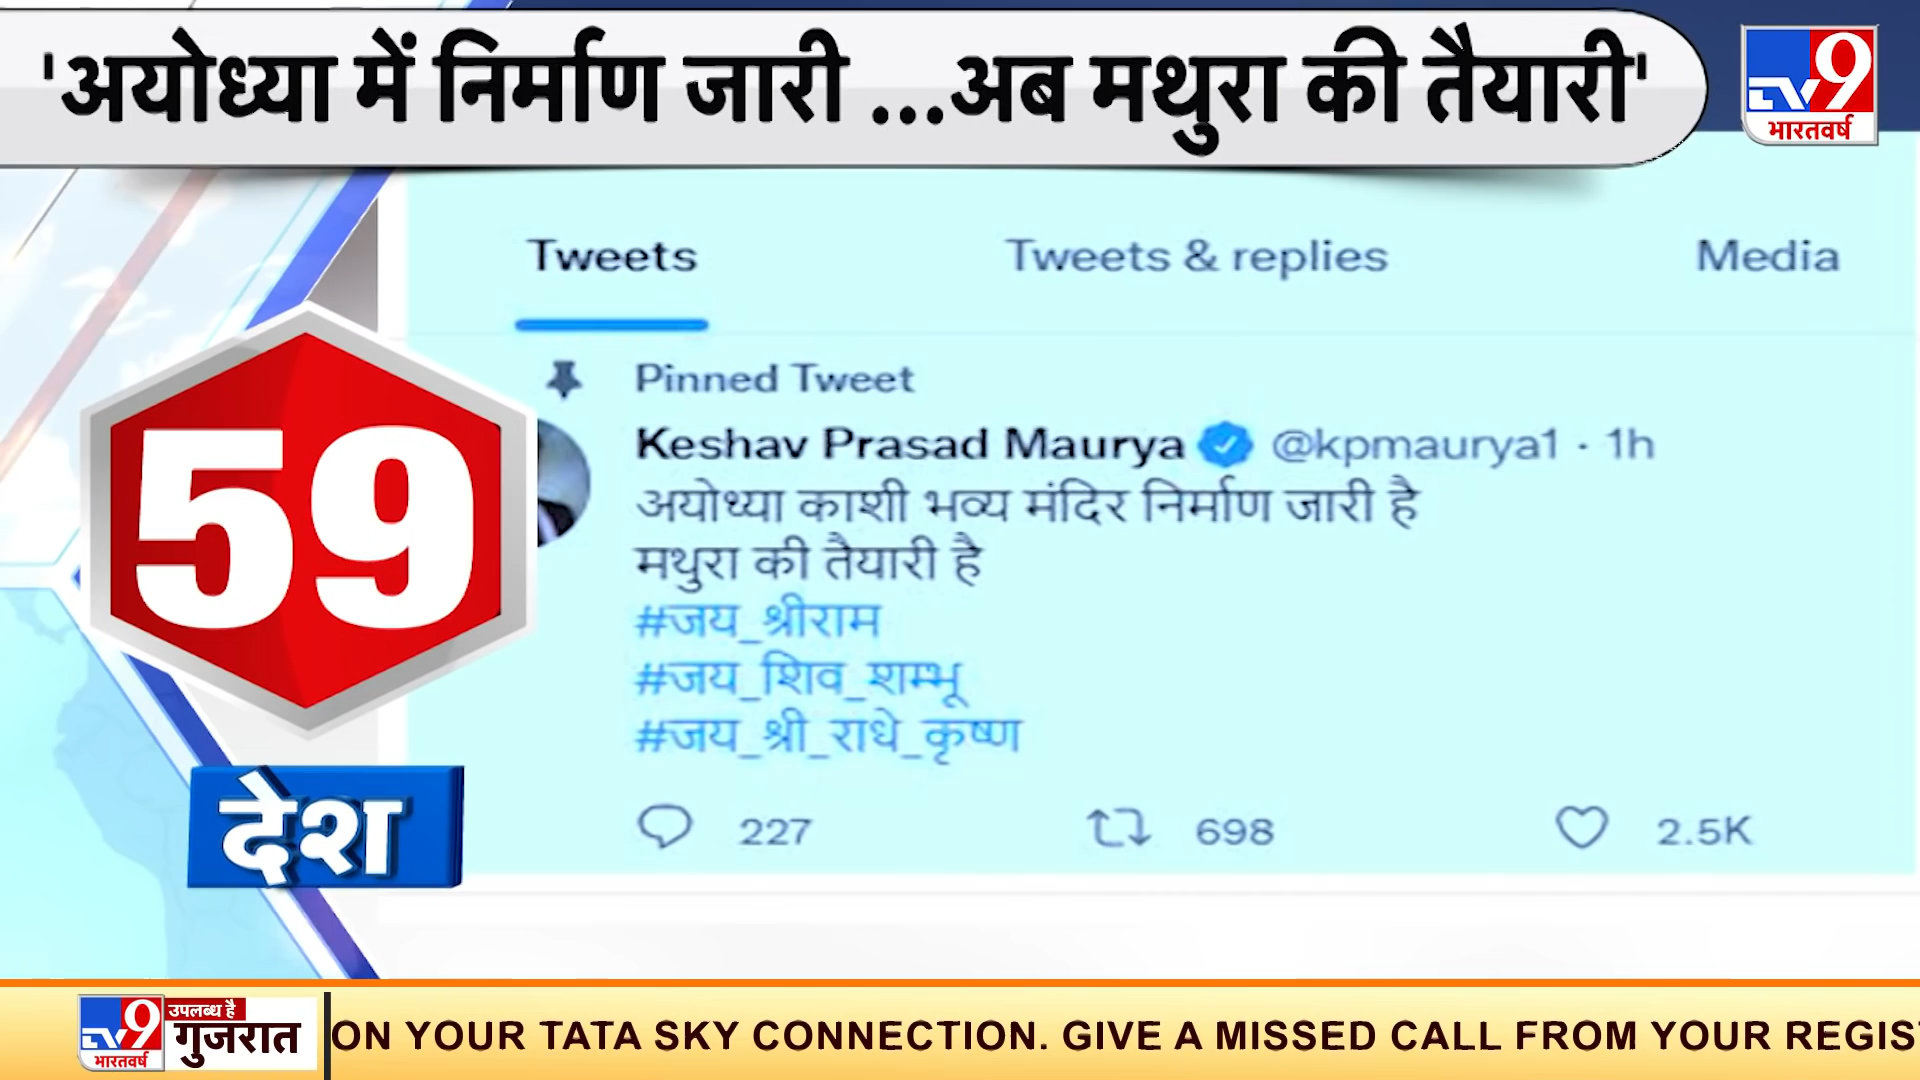 'अयोध्या में निर्माण जारी ...अब मथुरा की तैयारी'
TV9
भारतवर्ष
Tweets Tweets & replies Media
Pinned Tweet
Keshav Prasad Maurya @kpmaurya1 · 1h
अयोध्या काशी भव्य मंदिर निर्माण जारी है
मथुरा की तैयारी है
#जय_श्रीराम
#जय_शिव_शम्भू
#जय_श्री_राधे_कृष्ण
227 698 2.5K
59
देश
TV9
भारतवर्ष
उपलब्ध है
गुजरात
ON YOUR TATA SKY CONNECTION. GIVE A MISSED CALL FROM YOUR REGIS